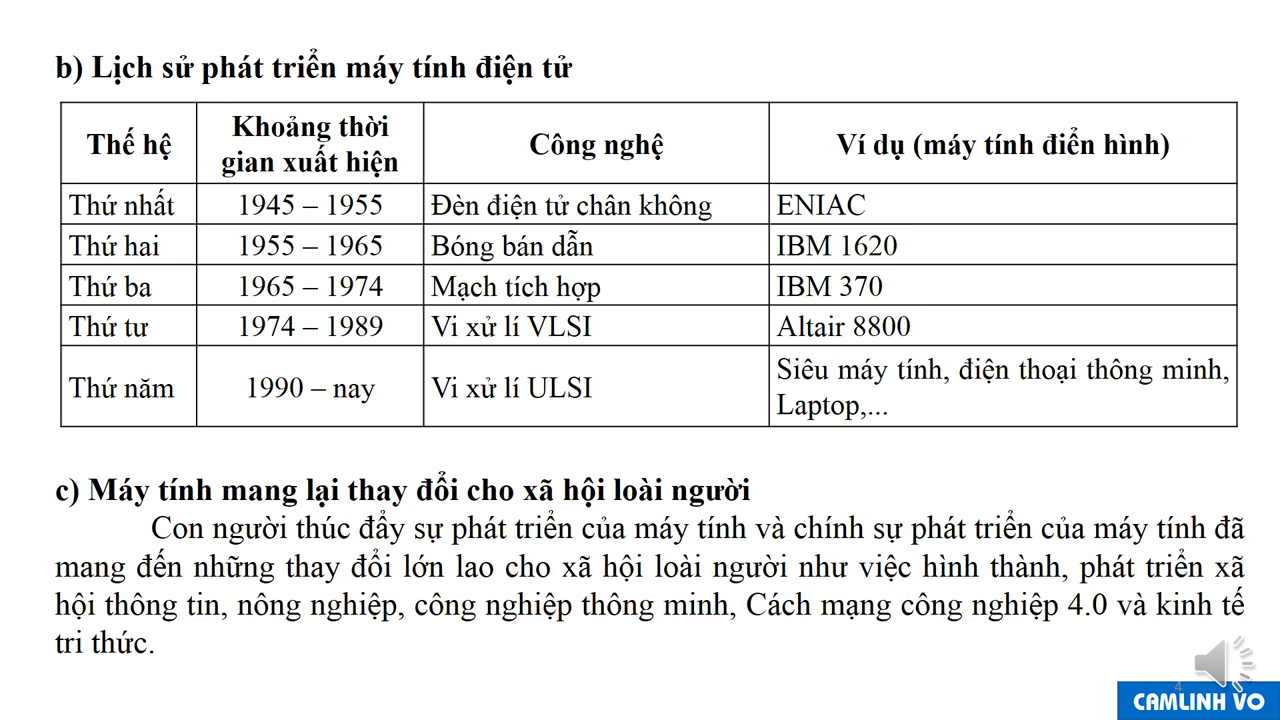 b) Lịch sử phát triển máy tính điện tử
Thế hệ
Khoảng thời
gian xuất hiện
Công nghệ
Ví dụ (máy tính điển hình)
Thứ nhất
1945 – 1955
Đèn điện tử chân không
ENIAC
Thứ hai
1955 – 1965
Bóng bán dẫn
IBM 1620
Thứ ba
1965 – 1974
Mạch tích hợp
IBM 370
Thứ tư
1974 – 1989
Vi xử lí VLSI
Altair 8800
Thứ năm
1990 – nay
Vi xử lí ULSI
Siêu máy tính, điện thoại thông minh,
Laptop,...
c) Máy tính mang lại thay đổi cho xã hội loài người
Con người thúc đẩy sự phát triển của máy tính và chính sự phát triển của máy tính đã
mang đến những thay đổi lớn lao cho xã hội loài người như việc hình thành, phát triển xã
hội thông tin, nông nghiệp, công nghiệp thông minh, Cách mạng công nghiệp 4.0 và kinh tế
tri thức.
4
CAMLINH VO